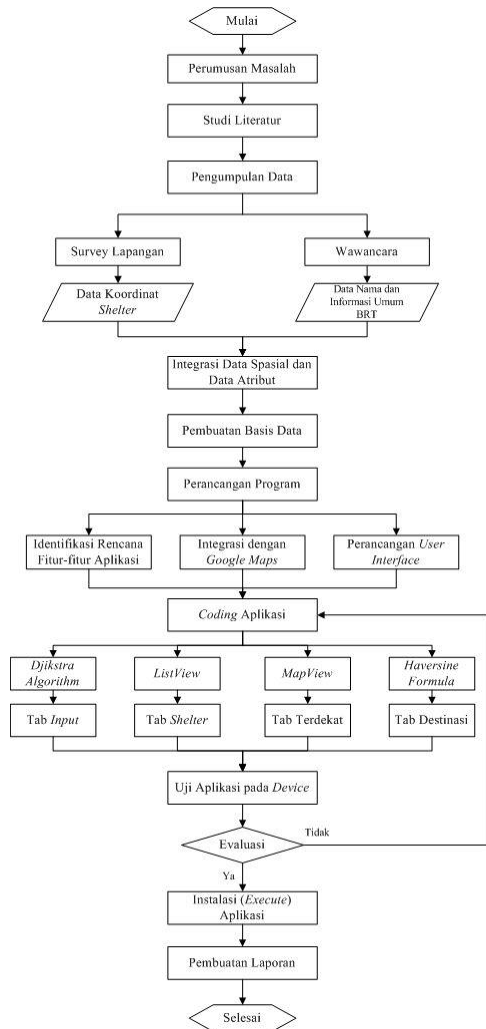 Mulai
Perumusan Masalah
Studi Literatur
Pengumpulan Data
Survey Lapangan
Wawancara
Data Koordinat
Shelter
Data Nama dan
Informasi Umum
BRT
Integrasi Data Spasial dan
Data Atribut
Pembuatan Basis Data
Perancangan Program
Identifikasi Rencana
Fitur-fitur Aplikasi
Integrasi dengan
Google Maps
Perancangan User
Interface
Coding Aplikasi
Djikstra
Algorithm
ListView
MapView
Haversine
Formula
Tab Input
Tab Shelter
Tab Terdekat
Tab Destinasi
Uji Aplikasi pada Device
Evaluasi
Tidak
Ya
Instalasi (Execute)
Aplikasi
Pembuatan Laporan
Selesai